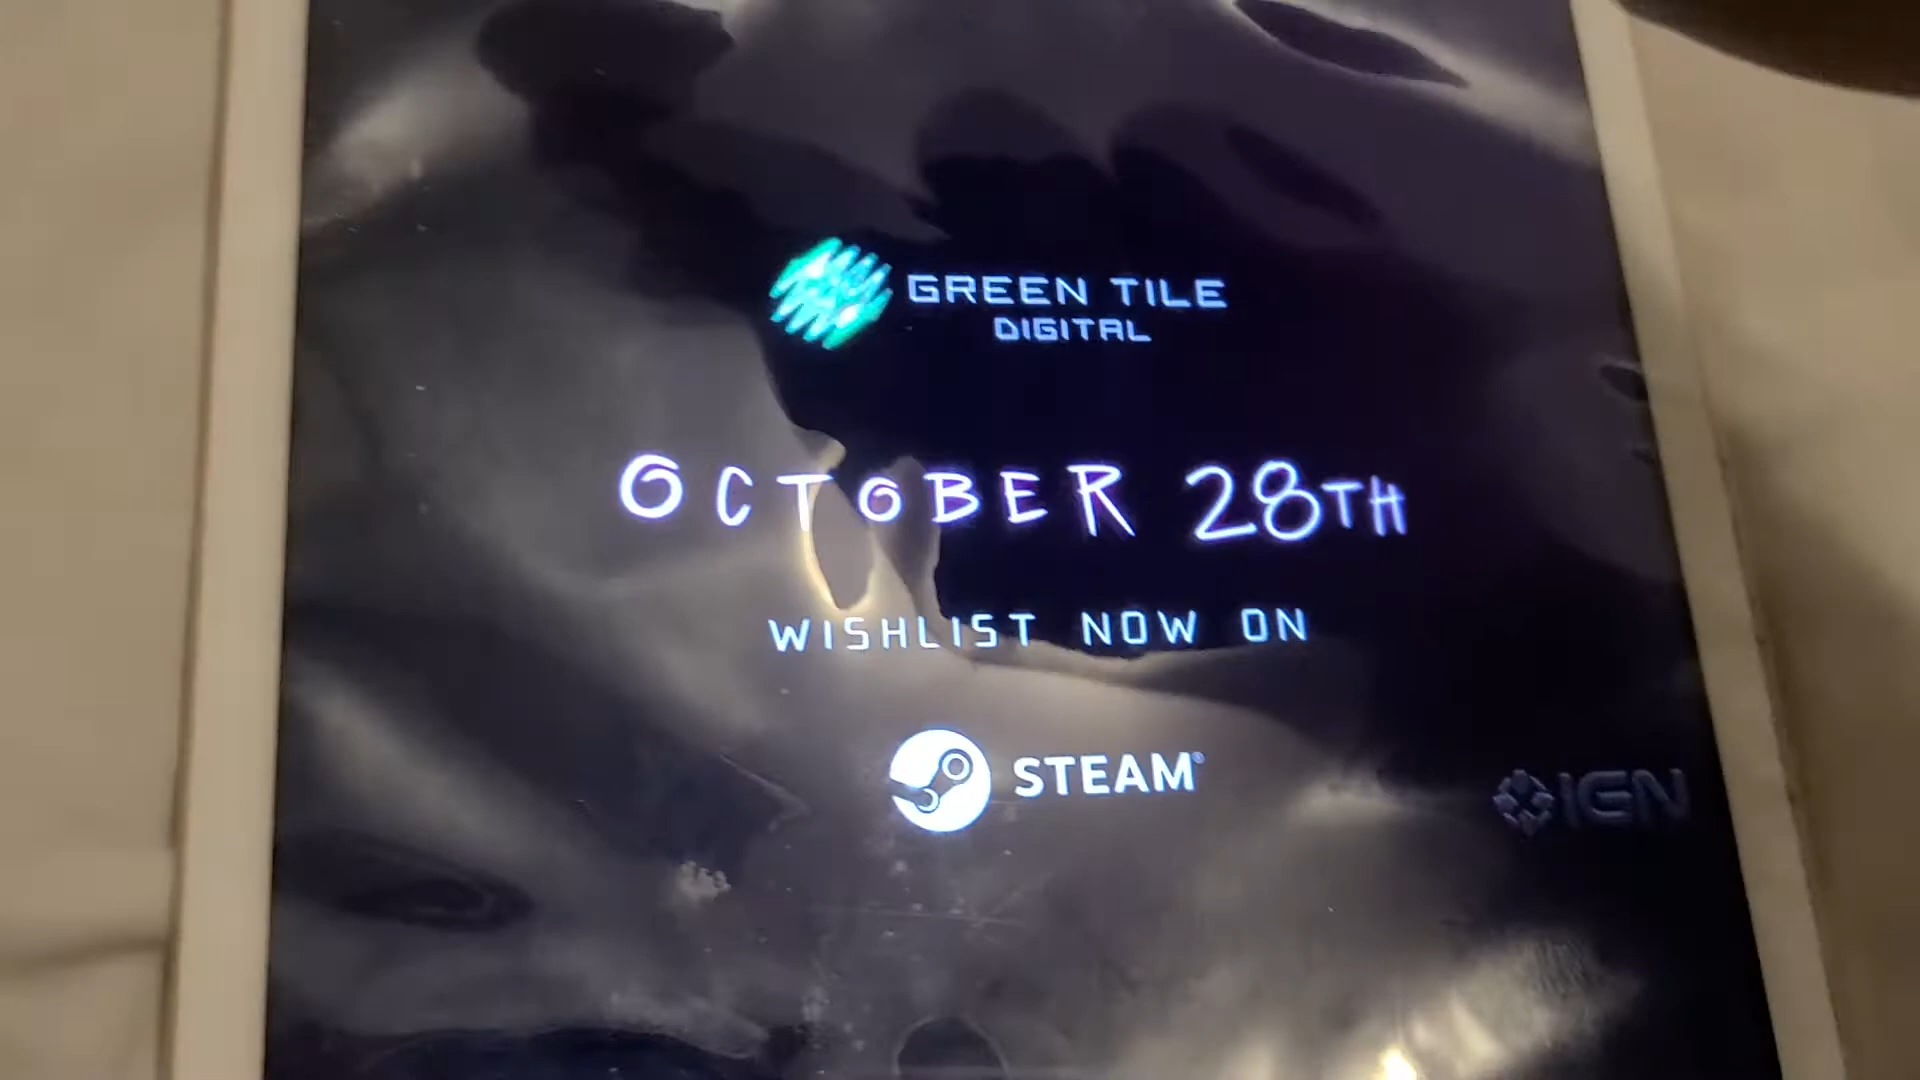 GREEN TILE
DIGITAL
OCTOBER 28TH
WISHLIST NOW ON
STEAM®
IGN